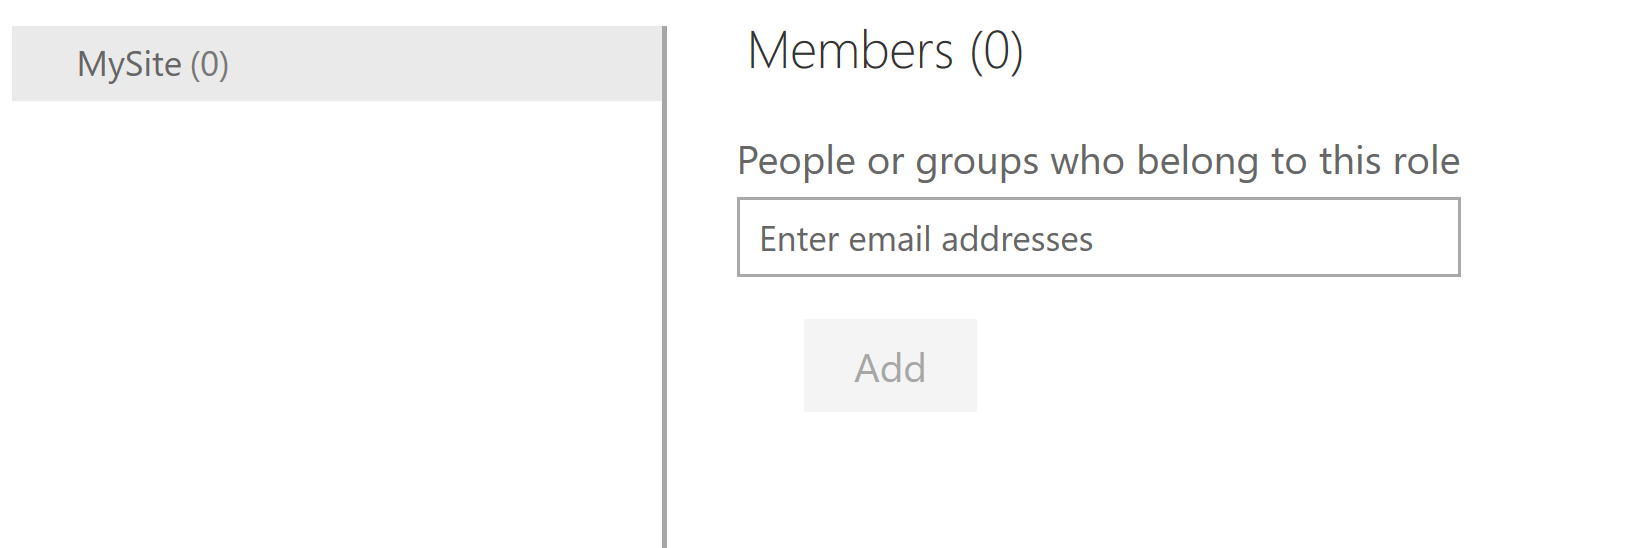 MySite (0)
Members (0)
People or groups who belong to this role
Enter email addresses
Add